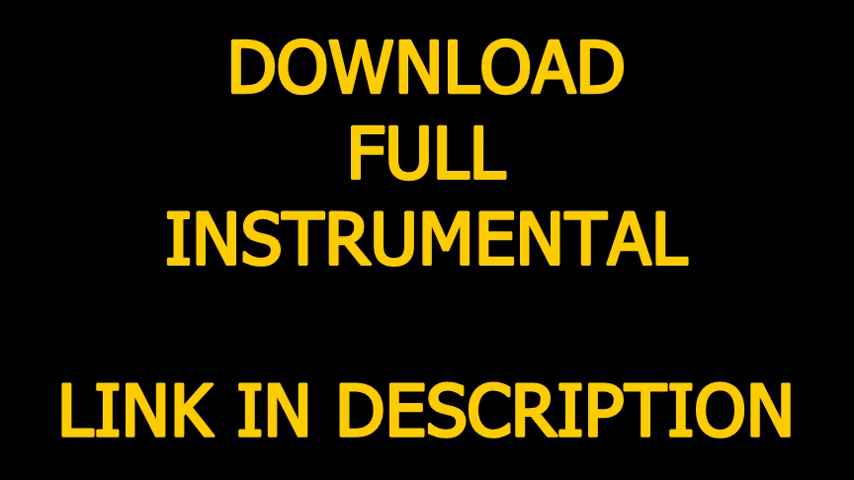 DOWNLOAD
FULL
INSTRUMENTAL
LINK IN DESCRIPTION